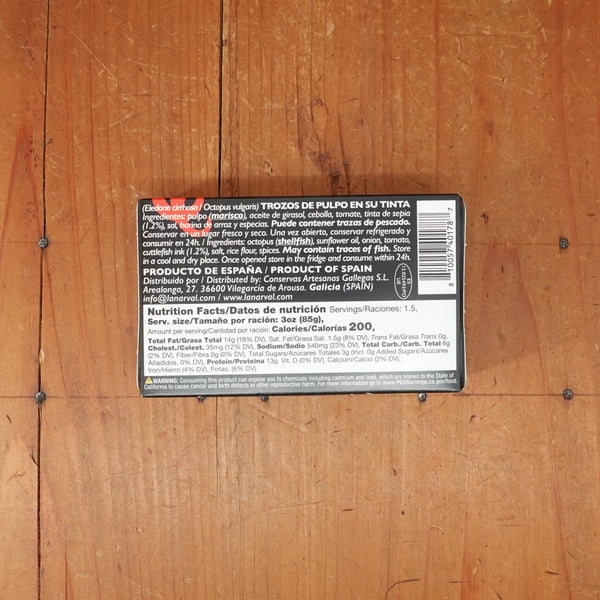 (Eledone cirrhosa / Octopus vulgaris) TROZOS DE PULPO EN SU TINTA
Ingredientes: pulpo (marisco), aceite de girasol, cebolla, tomate, tinta de sepia
(1.2%), sal, harina de arroz y especias. Puede contener trazas de pescado.
Conservar en un lugar fresco y seco. Una vez abierto, conservar refrigerado y
consumir en 24h. / Ingredients: octopus (shellfish), sunflower oil, onion, tomato,
cuttlefish ink (1.2%), salt, rice flour, spices. May contain traces of fish. Store
in a cool and dry place. Once opened store in the fridge and consume within 24h.
PRODUCTO DE ESPAÑA / PRODUCT OF SPAIN
Distribuido por / Distributed by: Conservas Artesanas Gallegas S.L.
Arealonga, 27. 36600 Vilagarcía de Arousa. Galicia (SPAIN)
info@lanarval.com / www.lanarval.com
8 10057 40178 7
Nutrition Facts/Datos de nutrición Servings/Raciones: 1.5,
Serv. size/Tamaño por ración: 3oz (85g),
Amount per serving/Cantidad por ración: Calories/Calorías 200,
Total Fat/Grasa Total 14g (18% DV), Sat. Fat/Grasa Sat. 1.5g (8% DV), Trans Fat/Grasa Trans 0g,
Cholest./Colest. 35mg (12% DV), Sodium/Sodio 540mg (23% DV), Total Carb./Carb. Total 6g
(2% DV), Fiber/Fibra 0g (0% DV), Total Sugars/Azúcares Totales 3g (incl. 0g Added Sugars/Azúcares
Añadidos, 0% DV), Protein/Proteína 13g, Vit. D (0% DV), Calcium/Calcio (2% DV),
Iron/Hierro (4% DV), Potas. (6% DV).
WARNING: Consuming this product can expose you to chemicals including cadmium and lead, which are known to the State of
California to cause cancer and birth defects or other reproductive harm. For more information go to www.P65Warnings.ca.gov/food.